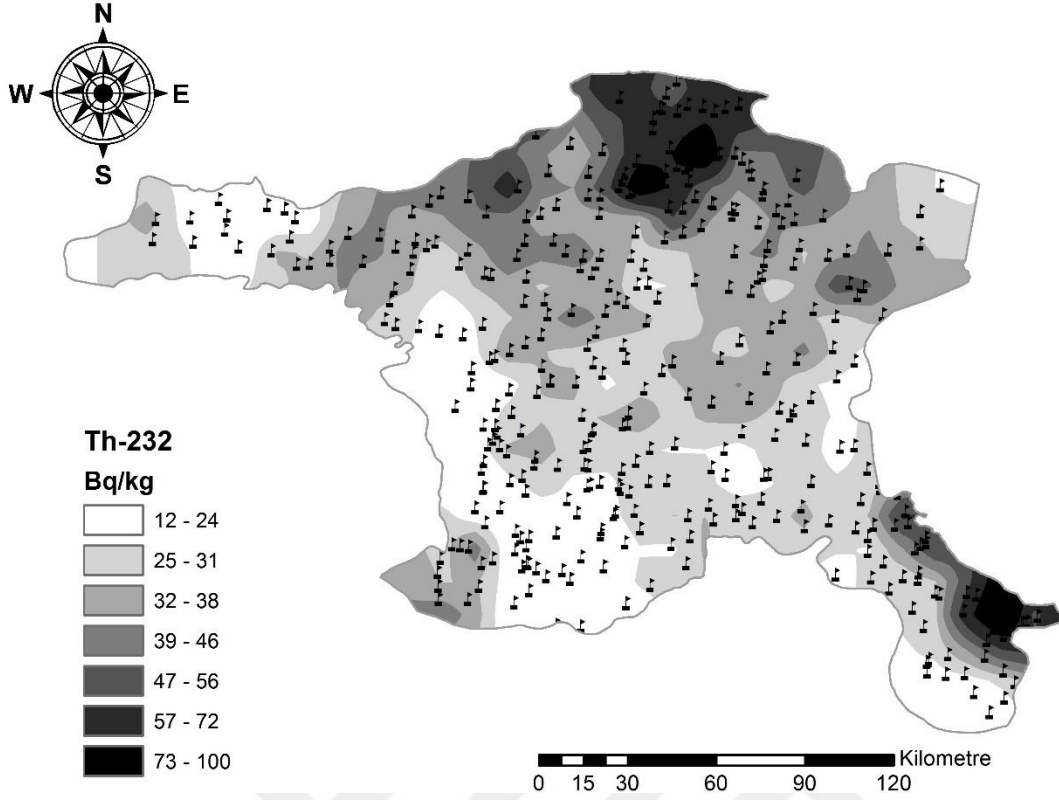 N
W E
S
Th-232
Bq/kg
12 - 24
25 - 31
32 - 38
39 - 46
47 - 56
57 - 72
73 - 100
Kilometre
0 15 30 60 90 120